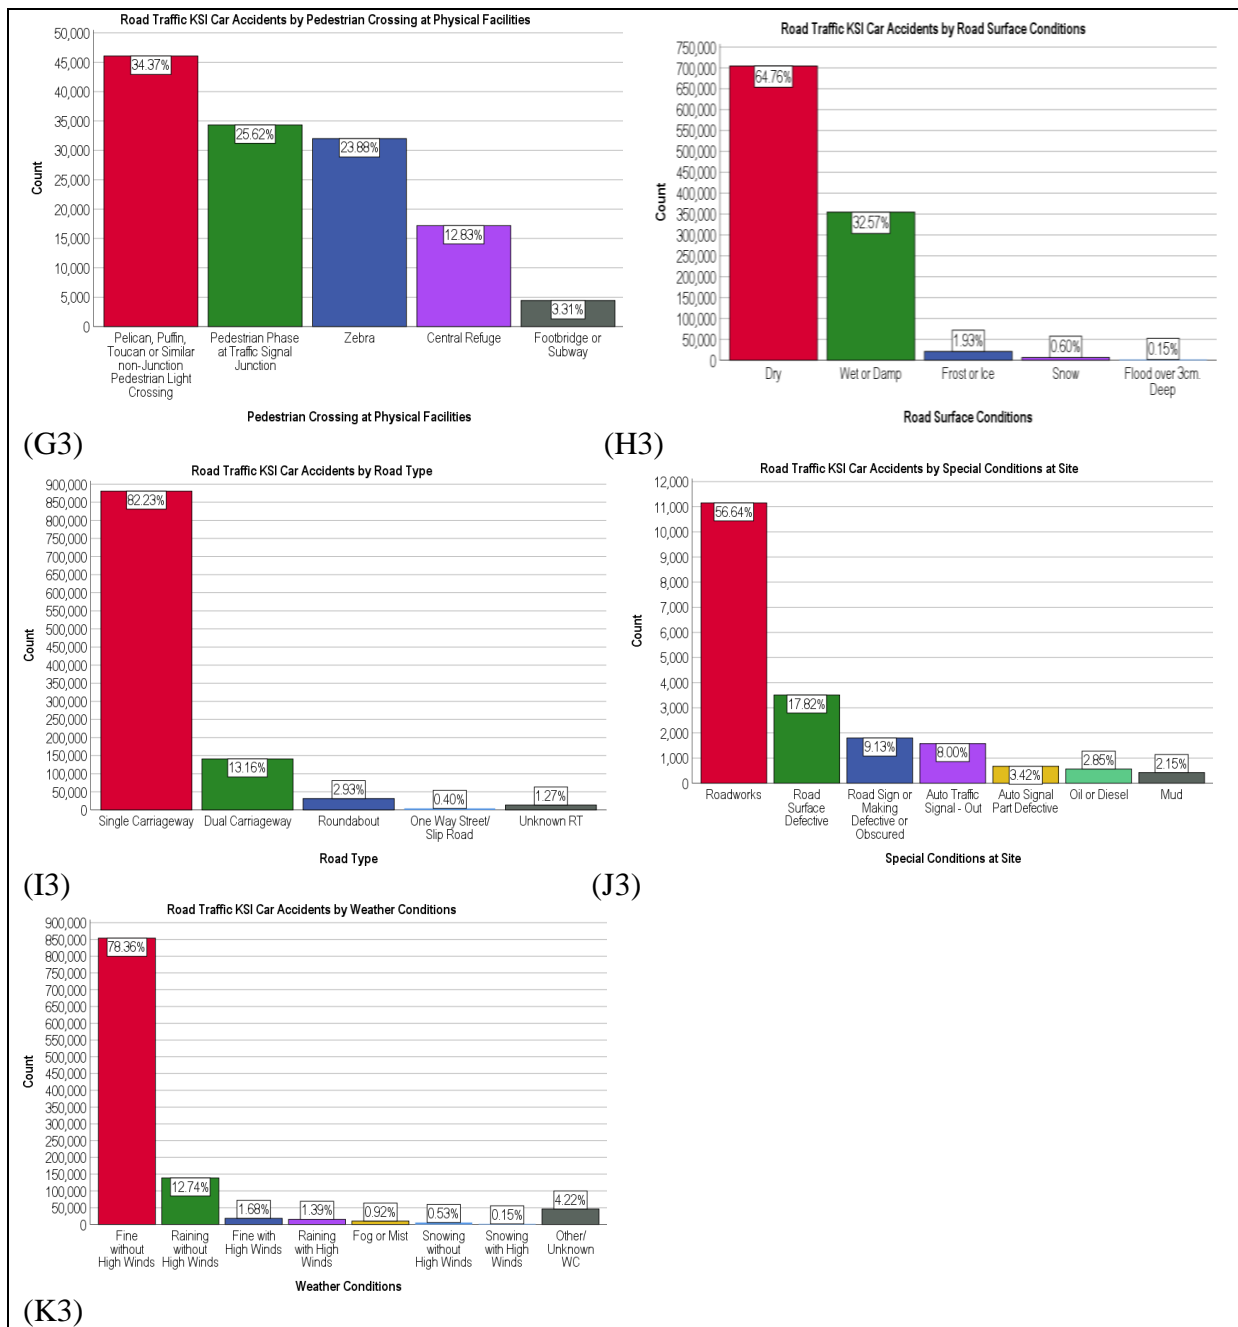 Road Traffic KSI Car Accidents by Pedestrian Crossing at Physical Facilities
50,000
45,000
40,000
35,000
30,000
25,000
20,000
15,000
10,000
5,000
0
Count
34.37%
25.62%
23.88%
12.83%
3.31%
Pelican, Puffin,
Toucan or Similar
non-Junction
Pedestrian Light
Crossing
Pedestrian Phase
at Traffic Signal
Junction
Zebra
Central Refuge
Footbridge or
Subway
Pedestrian Crossing at Physical Facilities
(G3)
Road Traffic KSI Car Accidents by Road Surface Conditions
750,000
700,000
650,000
600,000
550,000
500,000
450,000
400,000
350,000
300,000
250,000
200,000
150,000
100,000
50,000
0
Count
64.76%
32.57%
1.93%
0.60%
0.15%
Dry
Wet or Damp
Frost or Ice
Snow
Flood over 3cm.
Deep
Road Surface Conditions
(H3)
Road Traffic KSI Car Accidents by Road Type
900,000
850,000
800,000
750,000
700,000
650,000
600,000
550,000
500,000
450,000
400,000
350,000
300,000
250,000
200,000
150,000
100,000
50,000
0
Count
82.23%
13.16%
2.93%
0.40%
1.27%
Single Carriageway
Dual Carriageway
Roundabout
One Way Street/
Slip Road
Unknown RT
Road Type
(I3)
Road Traffic KSI Car Accidents by Special Conditions at Site
12,000
11,000
10,000
9,000
8,000
7,000
6,000
5,000
4,000
3,000
2,000
1,000
0
Count
56.64%
17.82%
9.13%
8.00%
3.42%
2.85%
2.15%
Roadworks
Road
Surface
Defective
Road Sign or
Making
Defective or
Obscured
Auto Traffic
Signal - Out
Auto Signal
Part Defective
Oil or Diesel
Mud
Special Conditions at Site
(J3)
Road Traffic KSI Car Accidents by Weather Conditions
900,000
850,000
800,000
750,000
700,000
650,000
600,000
550,000
500,000
450,000
400,000
350,000
300,000
250,000
200,000
150,000
100,000
50,000
0
Count
78.36%
12.74%
1.68%
1.39%
0.92%
0.53%
0.15%
4.22%
Fine
without
High Winds
Raining
without
High Winds
Fine with
High Winds
Raining
with High
Winds
Fog or Mist
Snowing
without
High Winds
Snowing
with High
Winds
Other/
Unknown
WC
Weather Conditions
(K3)